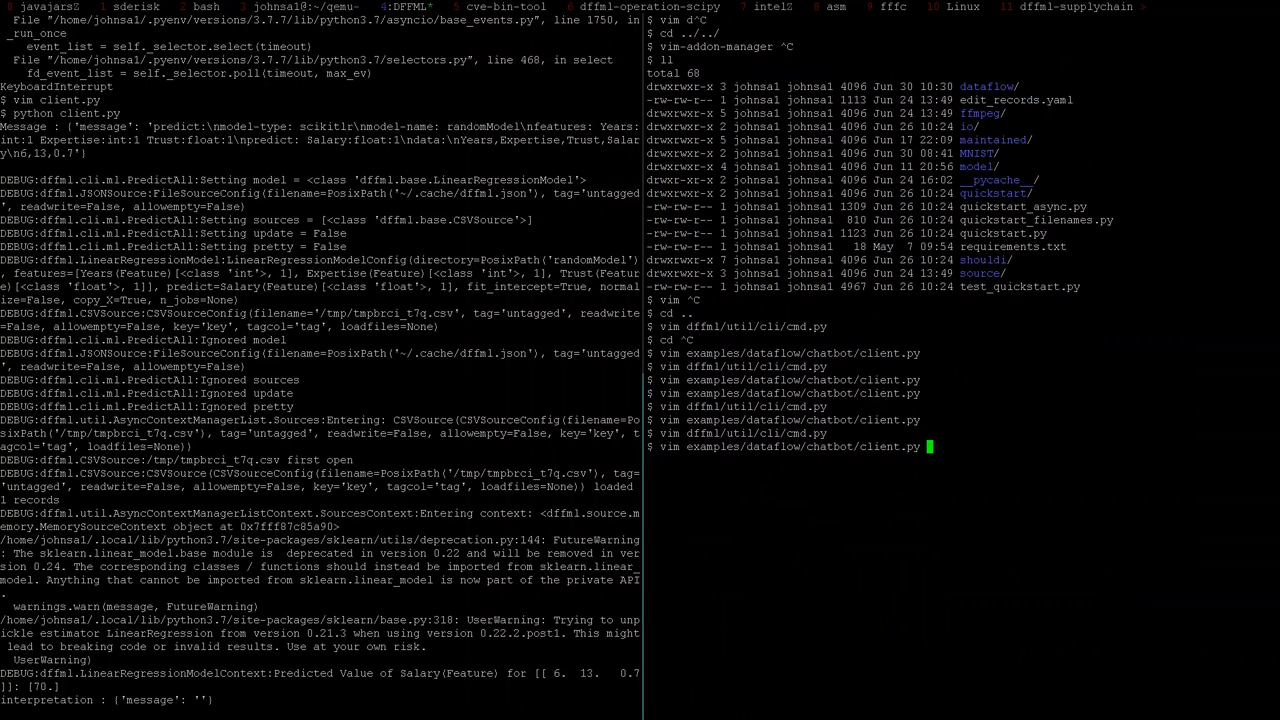 0 javajarsZ 1 sderisk 2 bash 3 johnsa1@:~/qemu- 4:DFFML* 5 cve-bin-tool 6 dffml-operation-scipy 7 intelZ 8 asm 9 fffc 10 Linux 11 dffml-supplychain >
File "/home/johnsa1/.pyenv/versions/3.7.7/lib/python3.7/asyncio/base_events.py", line 1750, in
_run_once
event_list = self._selector.select(timeout)
File "/home/johnsa1/.pyenv/versions/3.7.7/lib/python3.7/selectors.py", line 468, in select
fd_event_list = self._selector.poll(timeout, max_ev)
KeyboardInterrupt
$ vim client.py
$ python client.py
Message : {'message': 'predict:\nmodel-type: scikitlr\nmodel-name: randomModel\nfeatures: Years:
int:1 Expertise:int:1 Trust:float:1\npredict: Salary:float:1\ndata:\nYears,Expertise,Trust,Salar
y\n6,13,0.7'}
DEBUG:dffml.cli.ml.PredictAll:Setting model = <class 'dffml.base.LinearRegressionModel'>
DEBUG:dffml.JSONSource:FileSourceConfig(filename=PosixPath('~/.cache/dffml.json'), tag='untagged
', readwrite=False, allowempty=False)
DEBUG:dffml.cli.ml.PredictAll:Setting sources = [<class 'dffml.base.CSVSource'>]
DEBUG:dffml.cli.ml.PredictAll:Setting update = False
DEBUG:dffml.cli.ml.PredictAll:Setting pretty = False
DEBUG:dffml.LinearRegressionModel:LinearRegressionModelConfig(directory=PosixPath('randomModel')
, features=[Years(Feature)[<class 'int'>, 1], Expertise(Feature)[<class 'int'>, 1], Trust(Featur
e)[<class 'float'>, 1]], predict=Salary(Feature)[<class 'float'>, 1], fit_intercept=True, normal
ize=False, copy_X=True, n_jobs=None)
DEBUG:dffml.CSVSource:CSVSourceConfig(filename='/tmp/tmpbrci_t7q.csv', tag='untagged', readwrite
=False, allowempty=False, key='key', tagcol='tag', loadfiles=None)
DEBUG:dffml.cli.ml.PredictAll:Ignored model
DEBUG:dffml.JSONSource:FileSourceConfig(filename=PosixPath('~/.cache/dffml.json'), tag='untagged
', readwrite=False, allowempty=False)
DEBUG:dffml.cli.ml.PredictAll:Ignored sources
DEBUG:dffml.cli.ml.PredictAll:Ignored update
DEBUG:dffml.cli.ml.PredictAll:Ignored pretty
DEBUG:dffml.util.AsyncContextManagerList.Sources:Entering: CSVSource(CSVSourceConfig(filename=Po
sixPath('/tmp/tmpbrci_t7q.csv'), tag='untagged', readwrite=False, allowempty=False, key='key', t
agcol='tag', loadfiles=None))
DEBUG:dffml.CSVSource:/tmp/tmpbrci_t7q.csv first open
DEBUG:dffml.CSVSource:CSVSource(CSVSourceConfig(filename=PosixPath('/tmp/tmpbrci_t7q.csv'), tag=
'untagged', readwrite=False, allowempty=False, key='key', tagcol='tag', loadfiles=None)) loaded
1 records
DEBUG:dffml.util.AsyncContextManagerListContext.SourcesContext:Entering context: <dffml.source.m
emory.MemorySourceContext object at 0x7fff87c85a90>
/home/johnsa1/.local/lib/python3.7/site-packages/sklearn/utils/deprecation.py:144: FutureWarning
: The sklearn.linear_model.base module is  deprecated in version 0.22 and will be removed in ver
sion 0.24. The corresponding classes / functions should instead be imported from sklearn.linear_
model. Anything that cannot be imported from sklearn.linear_model is now part of the private API
.
warnings.warn(message, FutureWarning)
/home/johnsa1/.local/lib/python3.7/site-packages/sklearn/base.py:318: UserWarning: Trying to unp
ickle estimator LinearRegression from version 0.21.3 when using version 0.22.2.post1. This might
lead to breaking code or invalid results. Use at your own risk.
UserWarning)
DEBUG:dffml.LinearRegressionModelContext:Predicted Value of Salary(Feature) for [[ 6.  13.   0.7
]]: [70.]
interpretation : {'message': ''}
$ vim d^C
$ cd ../../
$ vim-addon-manager ^C
$ ll
total 68
drwxrwxr-x 3 johnsa1 johnsa1 4096 Jun 30 10:30 dataflow/
-rw-rw-r-- 1 johnsa1 johnsa1 1113 Jun 24 13:49 edit_records.yaml
drwxrwxr-x 5 johnsa1 johnsa1 4096 Jun 24 13:49 ffmpeg/
drwxrwxr-x 2 johnsa1 johnsa1 4096 Jun 26 10:24 io/
drwxrwxr-x 5 johnsa1 johnsa1 4096 Jun 17 22:09 maintained/
drwxrwxr-x 2 johnsa1 johnsa1 4096 Jun 30 08:41 MNIST/
drwxrwxr-x 4 johnsa1 johnsa1 4096 Jun 11 20:56 model/
drwxrwxr-x 2 johnsa1 johnsa1 4096 Jun 24 16:02 __pycache__/
drwxrwxr-x 2 johnsa1 johnsa1 4096 Jun 26 10:24 quickstart/
-rw-rw-r-- 1 johnsa1 johnsa1 1309 Jun 26 10:24 quickstart_async.py
-rw-rw-r-- 1 johnsa1 johnsa1  810 Jun 26 10:24 quickstart_filenames.py
-rw-rw-r-- 1 johnsa1 johnsa1 1123 Jun 26 10:24 quickstart.py
-rw-rw-r-- 1 johnsa1 johnsa1   18 May  7 09:54 requirements.txt
drwxrwxr-x 7 johnsa1 johnsa1 4096 Jun 26 10:24 shouldi/
drwxrwxr-x 3 johnsa1 johnsa1 4096 Jun 24 13:49 source/
-rw-rw-r-- 1 johnsa1 johnsa1 4967 Jun 26 10:24 test_quickstart.py
$ vim ^C
$ cd ..
$ vim dffml/util/cli/cmd.py
$ cd ^C
$ vim examples/dataflow/chatbot/client.py
$ vim dffml/util/cli/cmd.py
$ vim examples/dataflow/chatbot/client.py
$ vim examples/dataflow/chatbot/client.py
$ vim dffml/util/cli/cmd.py
$ vim examples/dataflow/chatbot/client.py
$ vim dffml/util/cli/cmd.py
$ vim examples/dataflow/chatbot/client.py